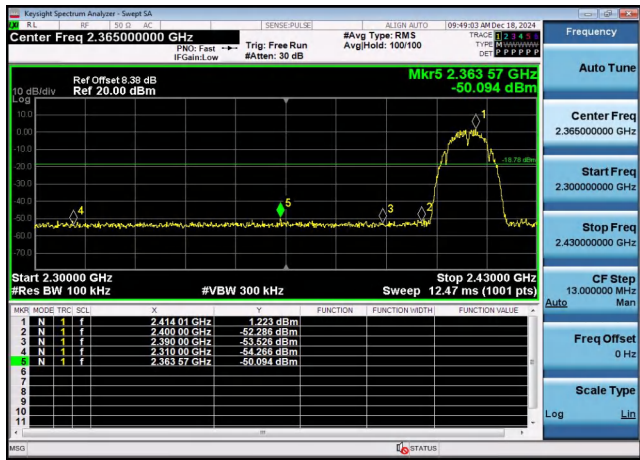 Keysight Spectrum Analyzer - Swept SA
RL RF 50 Ω AC SENSE:PULSE ALIGN AUTO 09:49:03 AM Dec 18, 2024
Center Freq 2.365000000 GHz
PNO: Fast
IFGain:Low
Trig: Free Run
#Atten: 30 dB
#Avg Type: RMS
Avg|Hold: 100/100
TRACE 1 2 3 4 5 6
TYPE M W W W W W
DET P P P P P P
Ref Offset 8.38 dB
10 dB/div Ref 20.00 dBm
Log
Mkr5 2.363 57 GHz
-50.094 dBm
10.0
0.00
-10.0
-20.0
-30.0
-40.0
-50.0
-60.0
-70.0
1
-18.78 dBm
4
5
3
2
Start 2.30000 GHz Stop 2.43000 GHz
#Res BW 100 kHz #VBW 300 kHz Sweep 12.47 ms (1001 pts)
MKR MODE TRC SCL X Y FUNCTION FUNCTION WIDTH FUNCTION VALUE
1 N 1 f 2.414 01 GHz 1.223 dBm
2 N 1 f 2.400 00 GHz -52.286 dBm
3 N 1 f 2.390 00 GHz -53.526 dBm
4 N 1 f 2.310 00 GHz -54.266 dBm
5 N 1 f 2.363 57 GHz -50.094 dBm
6
7
8
9
10
11
MSG STATUS
Frequency
Auto Tune
Center Freq
2.365000000 GHz
Start Freq
2.300000000 GHz
Stop Freq
2.430000000 GHz
CF Step
13.000000 MHz
Auto Man
Freq Offset
0 Hz
Scale Type
Log Lin